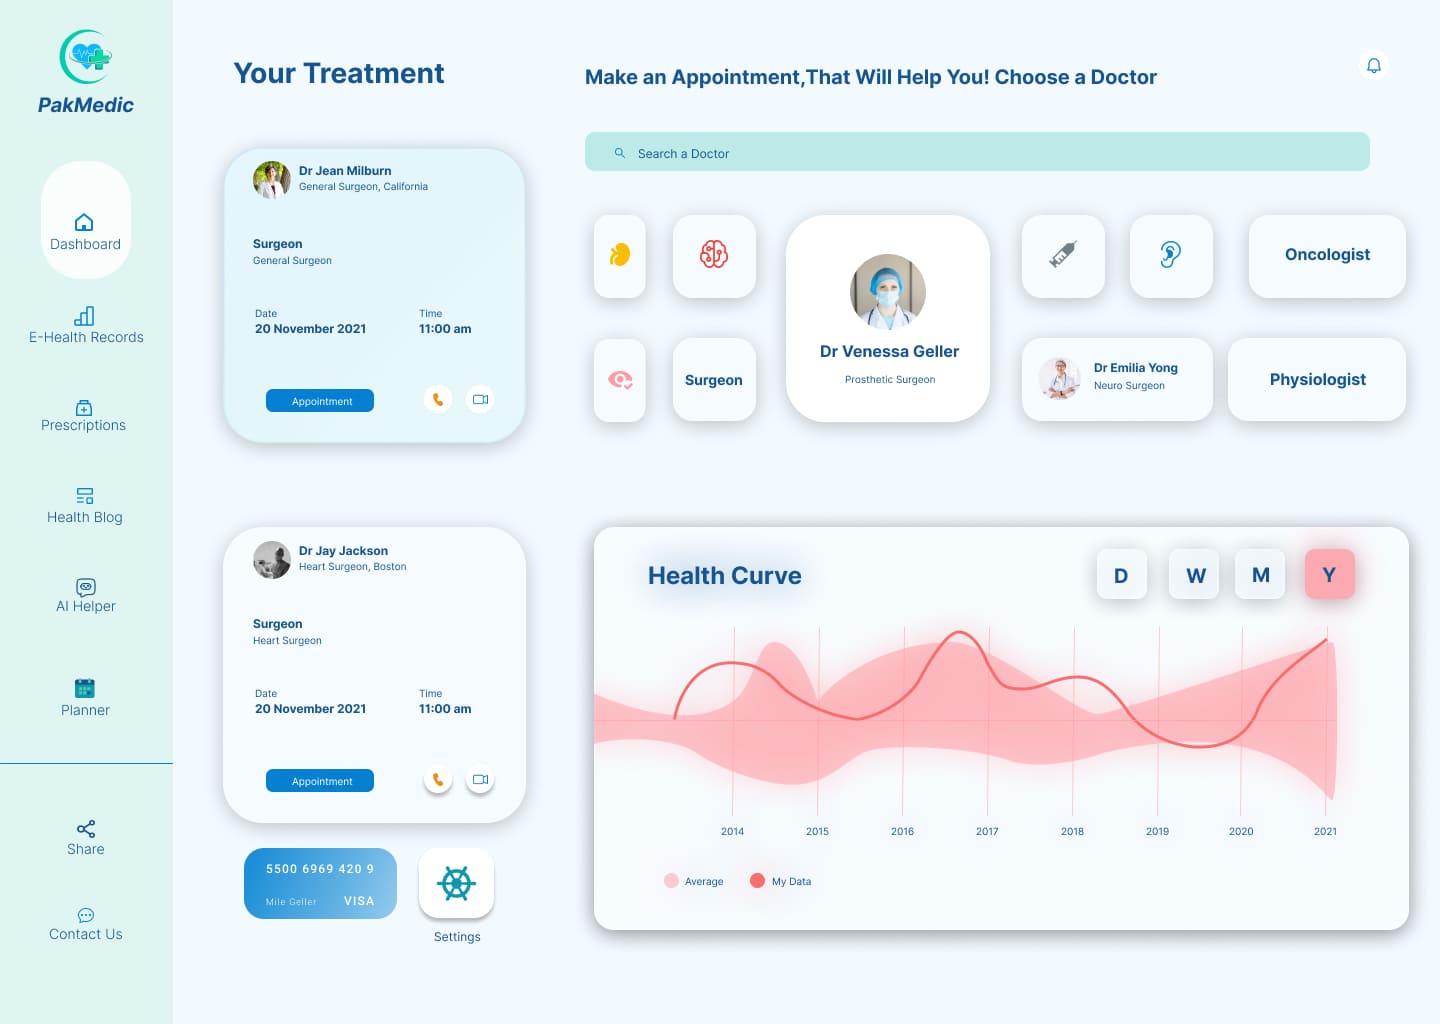 PakMedic
Dashboard
E-Health Records
Prescriptions
Health Blog
AI Helper
Planner
Share
Contact Us
Your Treatment
Dr Jean Milburn
General Surgeon, California
Surgeon
General Surgeon
Date
Time
20 November 2021
11:00 am
Appointment
Dr Jay Jackson
Heart Surgeon, Boston
Surgeon
Heart Surgeon
Date
Time
20 November 2021
11:00 am
Appointment
5500 6969 420 9
Mile Geller
VISA
Settings
Make an Appointment,That Will Help You! Choose a Doctor
Search a Doctor
Oncologist
Surgeon
Dr Venessa Geller
Prosthetic Surgeon
Dr Emilia Yong
Neuro Surgeon
Physiologist
Health Curve
D
W
M
Y
2014
2015
2016
2017
2018
2019
2020
2021
Average
My Data